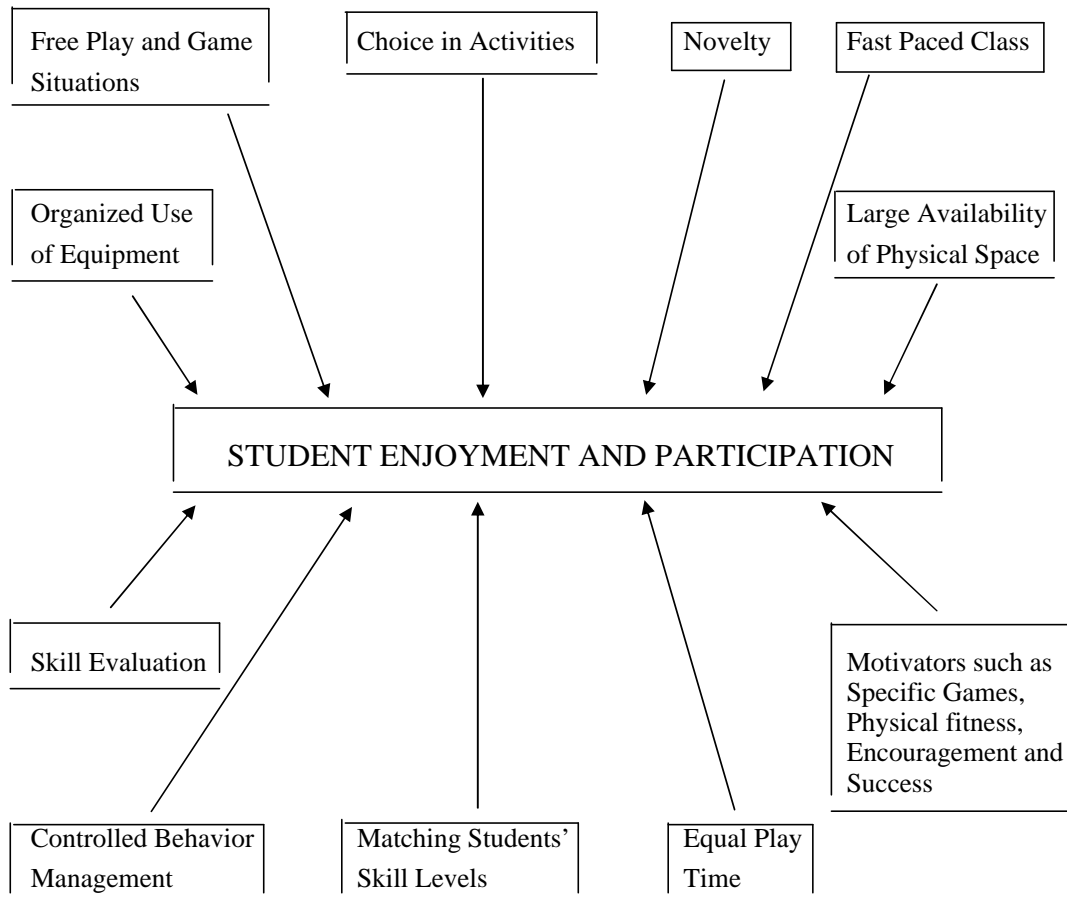 Free Play and Game
Situations
Choice in Activities
Novelty
Fast Paced Class
Organized Use
of Equipment
Large Availability
of Physical Space
STUDENT ENJOYMENT AND PARTICIPATION
Skill Evaluation
Motivators such as
Specific Games,
Physical fitness,
Encouragement and
Success
Controlled Behavior
Management
Matching Students’
Skill Levels
Equal Play
Time